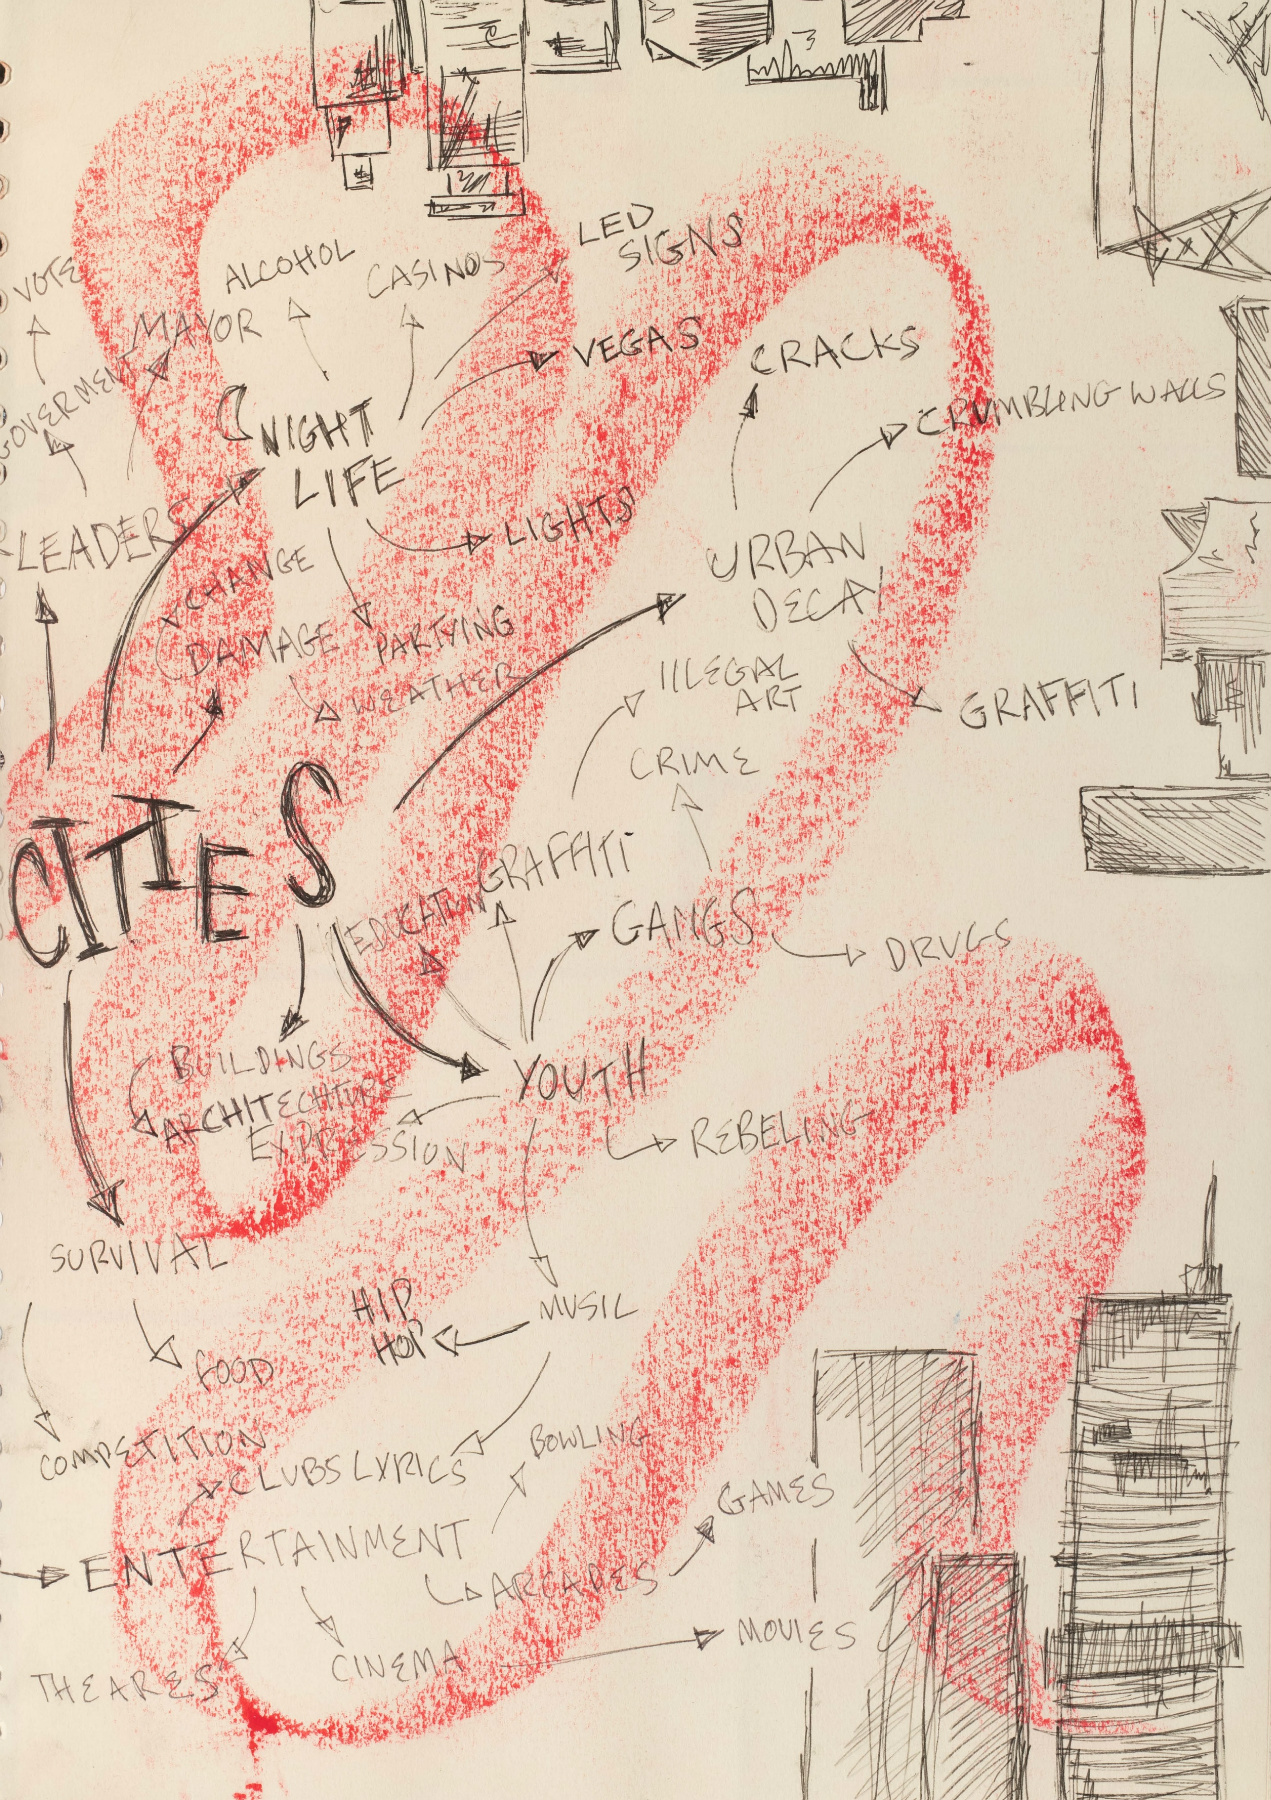 LED
SIGNS
VOTE
ALCOHOL
CASINOS
MAYOR
VEGAS
CRACKS
GOVERMENT
CRUMBLING WALLS
NIGHT
LIFE
LEADERS
LIGHTS
URBAN
DECAY
CHANGE
DAMAGE
PARTYING
WEATHER
ILLEGAL
ART
GRAFFITI
CRIME
CITIES
GRAFFITI
EDUCATION
GANGS
DRUGS
BUILDINGS
YOUTH
ARCHITECHTURE
EXPRESSION
REBELING
SURVIVAL
HIP
HOP
MUSIC
FOOD
COMPETITION
CLUBS LYRICS
BOWLING
GAMES
ENTERTAINMENT
ARCADES
MOVIES
CINEMA
THEARES